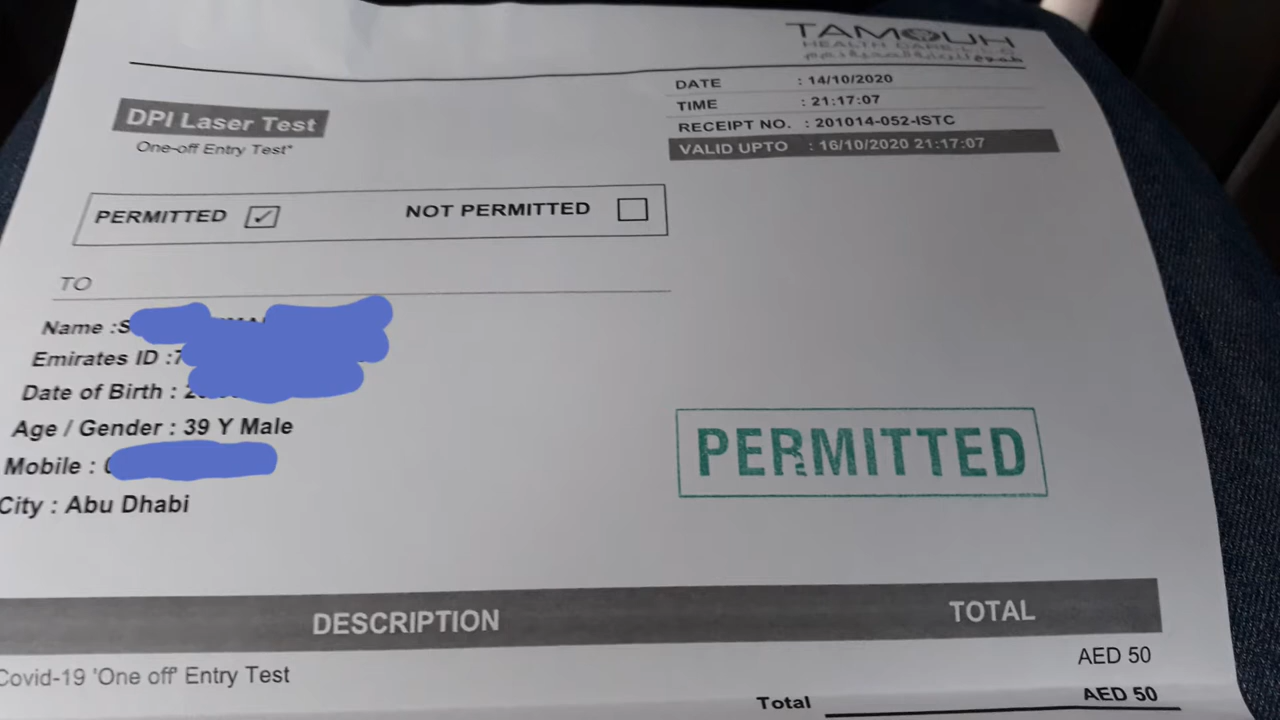 TAMOUH
HEALTH CARE L.L.C
DATE : 14/10/2020
TIME : 21:17:07
RECEIPT NO. : 201014-052-ISTC
VALID UPTO : 16/10/2020 21:17:07
DPI Laser Test
One-off Entry Test*
PERMITTED ✓ NOT PERMITTED
TO
Name :S
Emirates ID :7
Date of Birth :
Age / Gender : 39 Y Male
Mobile :
City : Abu Dhabi
PERMITTED
DESCRIPTION TOTAL
Covid-19 'One off' Entry Test AED 50
Total AED 50